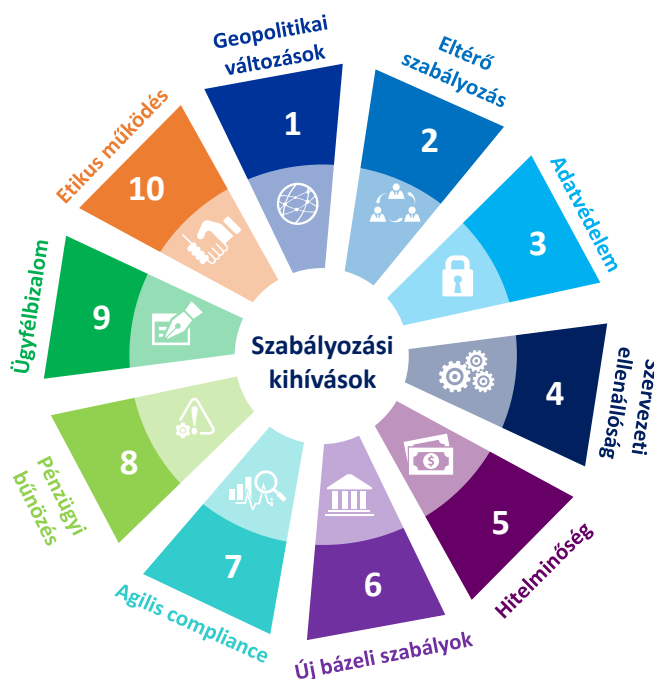 Szabályozási
kihívások
Geopolitikai
változások
1
Eltérő
szabályozás
2
Adatvédelem
3
Szervezeti
ellenállóság
4
Hitelminőség
5
Új bázeli szabályok
6
Agilis compliance
7
Pénzügyi
bűnözés
8
Ügyfélbizalom
9
Etikus működés
10
$